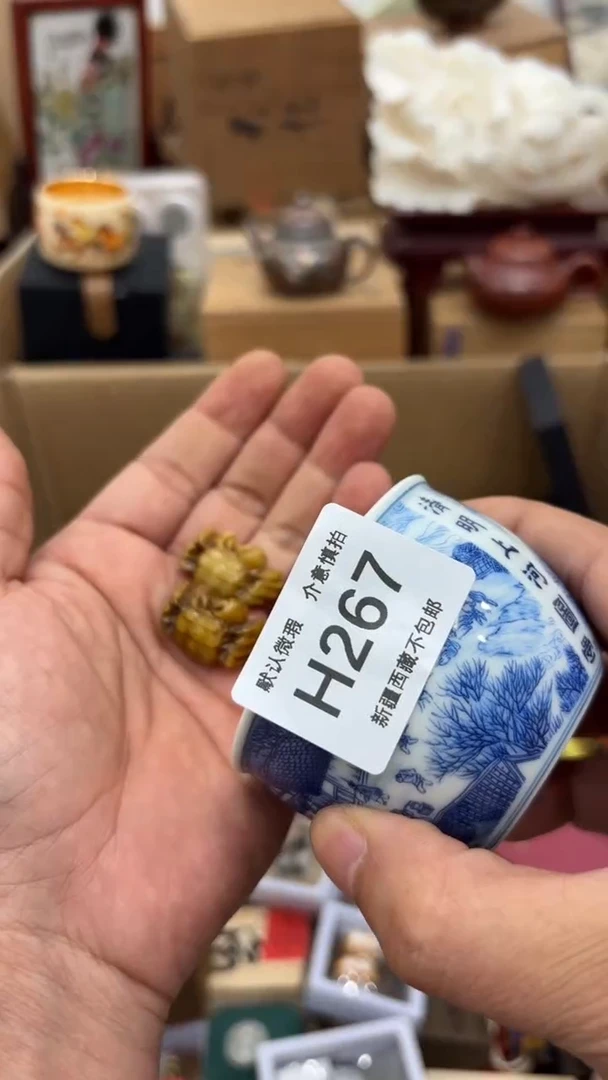 默认微瑕 介意慎拍
H267
新疆西藏不包邮
清明上河图